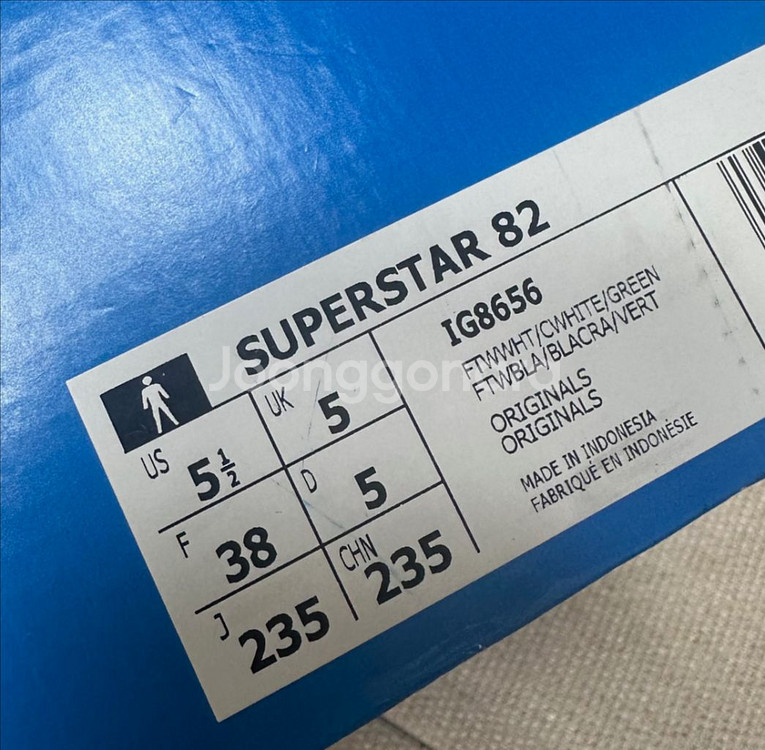 SUPERSTAR 82
US 5½
UK 5
F 38
D 5
J 235
CHN 235
IG8656
FTWWHT/CWHITE/GREEN
FTWBLA/BLACRA/VERT
ORIGINALS
ORIGINALS
MADE IN INDONESIA
FABRIQUÉ EN INDONÉSIE
Joonggonara